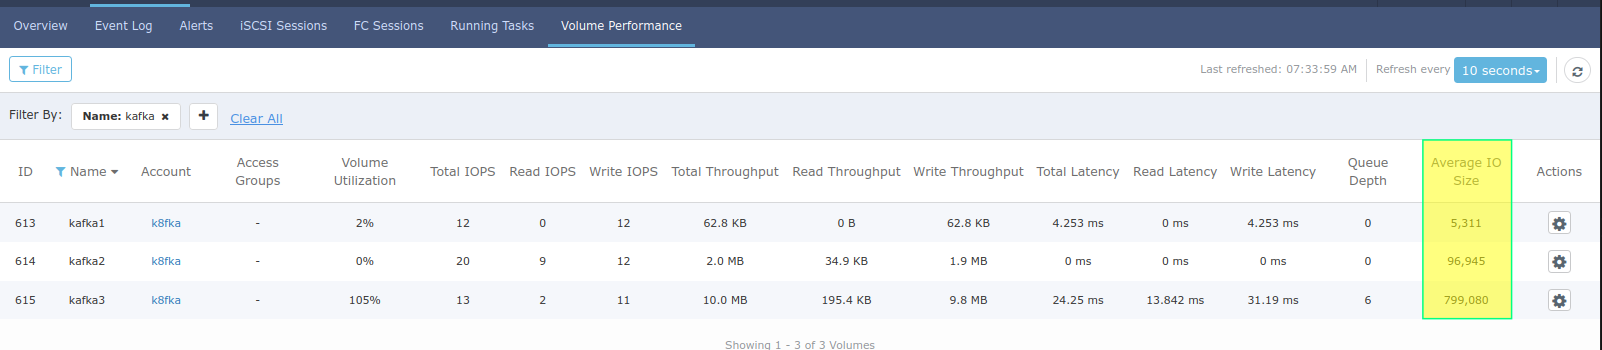 Overview Event Log Alerts iSCSI Sessions FC Sessions Running Tasks Volume Performance
Filter Last refreshed: 07:33:59 AM Refresh every 10 seconds
Filter By: Name: kafka × + Clear All
ID Name Account Access Groups Volume Utilization Total IOPS Read IOPS Write IOPS Total Throughput Read Throughput Write Throughput Total Latency Read Latency Write Latency Queue Depth Average IO Size Actions
613 kafka1 k8fka - 2% 12 0 12 62.8 KB 0 B 62.8 KB 4.253 ms 0 ms 4.253 ms 0 5,311
614 kafka2 k8fka - 0% 20 9 12 2.0 MB 34.9 KB 1.9 MB 0 ms 0 ms 0 ms 0 96,945
615 kafka3 k8fka - 105% 13 2 11 10.0 MB 195.4 KB 9.8 MB 24.25 ms 13.842 ms 31.19 ms 6 799,080
Showing 1 - 3 of 3 Volumes